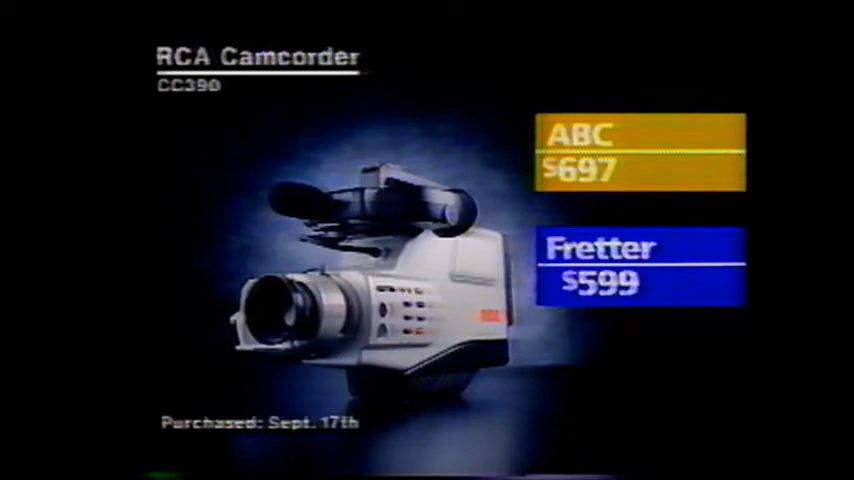 RCA Camcorder
CC390
ABC
$697
Fretter
$599
Purchased: Sept. 17th